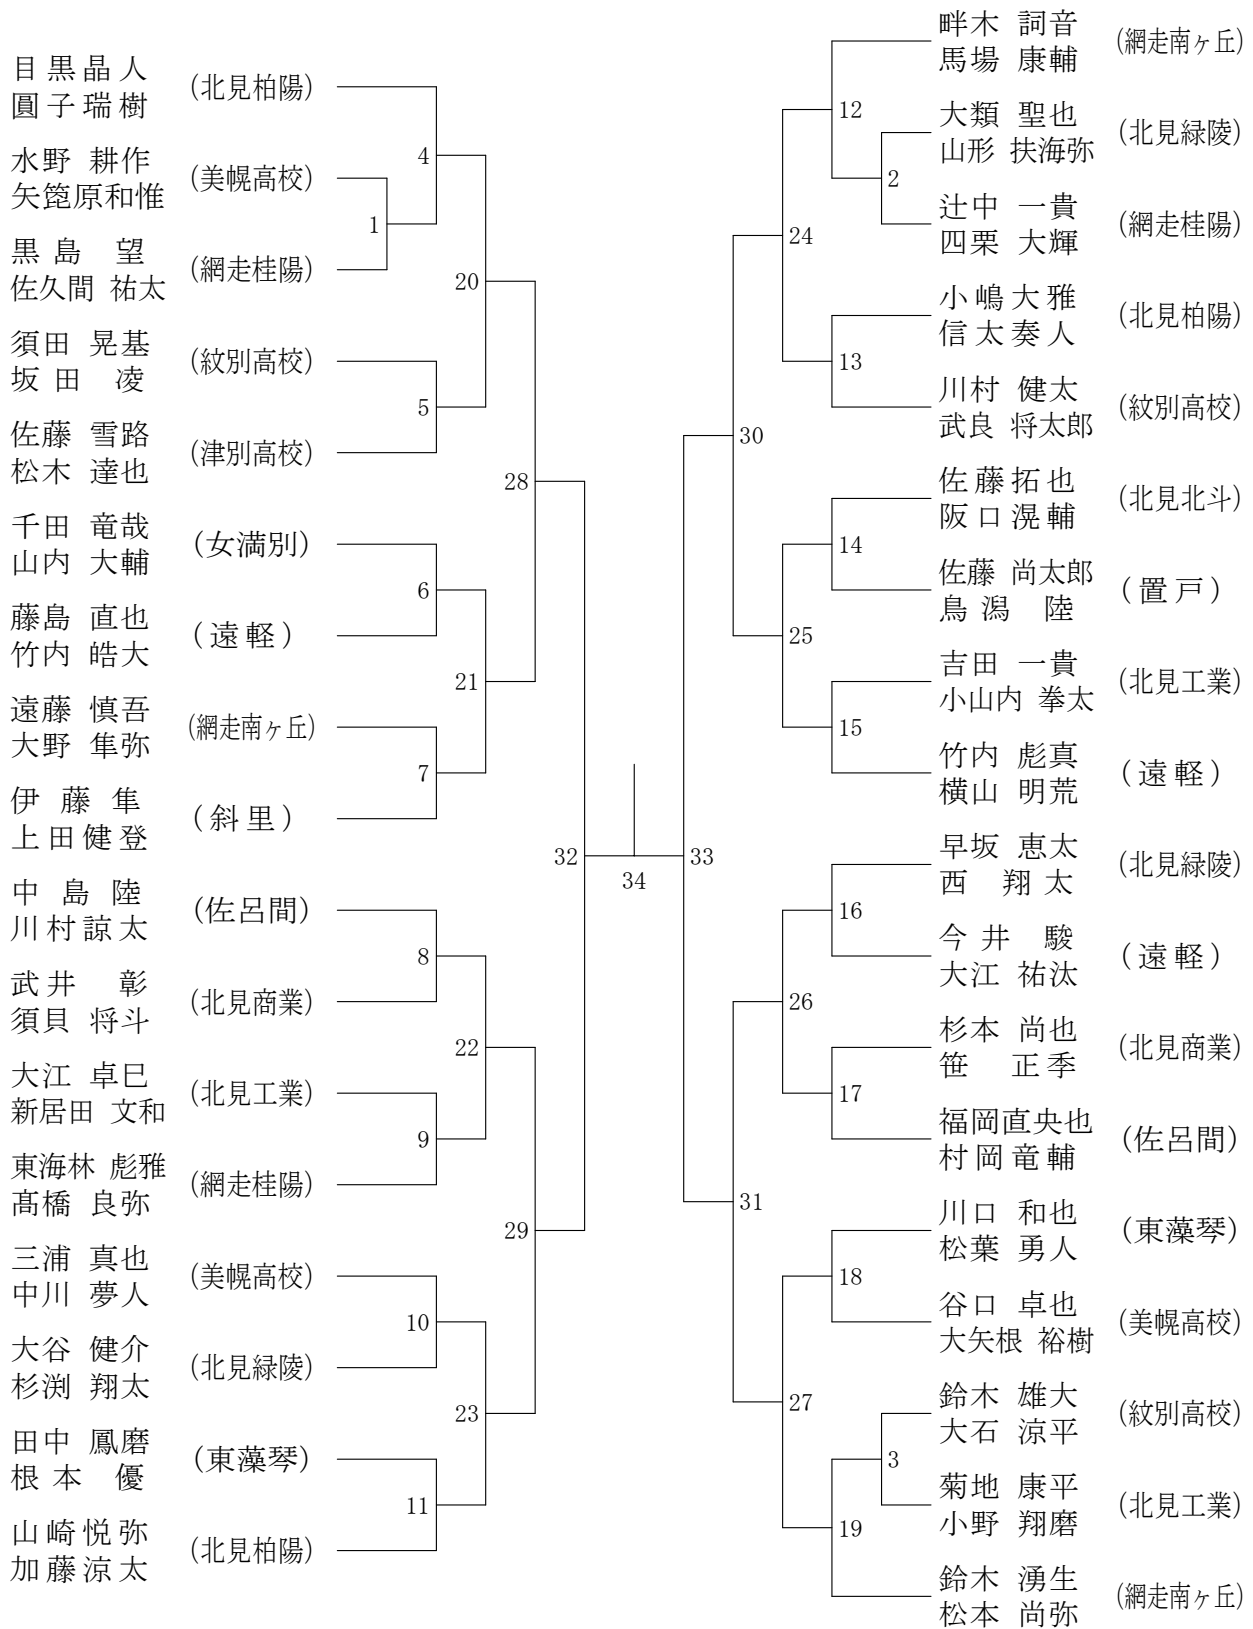 目黒晶人
圓子瑞樹
(北見柏陽)
水野 耕作
矢箆原和惟
(美幌高校)
黒島 望
佐久間 祐太
(網走桂陽)
須田 晃基
坂田 凌
(紋別高校)
佐藤 雪路
松木 達也
(津別高校)
千田 竜哉
山内 大輔
(女満別)
藤島 直也
竹内 皓大
(遠軽)
遠藤 慎吾
大野 隼弥
(網走南ヶ丘)
伊藤 隼
上田健登
(斜里)
中島 陸
川村諒太
(佐呂間)
武井 彰
須貝 将斗
(北見商業)
大江 卓巳
新居田 文和
(北見工業)
東海林 彪雅
髙橋 良弥
(網走桂陽)
三浦 真也
中川 夢人
(美幌高校)
大谷 健介
杉渕 翔太
(北見緑陵)
田中 鳳磨
根本 優
(東藻琴)
山崎悦弥
加藤涼太
(北見柏陽)
1
4
5
6
7
8
9
10
11
20
21
22
23
28
29
32
34
33
30
31
24
25
26
27
12
2
13
14
15
16
17
18
3
19
畔木 詞音
馬場 康輔
(網走南ヶ丘)
大類 聖也
山形 扶海弥
(北見緑陵)
辻中 一貴
四栗 大輝
(網走桂陽)
小嶋大雅
信太奏人
(北見柏陽)
川村 健太
武良 将太郎
(紋別高校)
佐藤拓也
阪口滉輔
(北見北斗)
佐藤 尚太郎
鳥潟 陸
(置戸)
吉田 一貴
小山内 拳太
(北見工業)
竹内 彪真
横山 明荒
(遠軽)
早坂 恵太
西 翔太
(北見緑陵)
今井 駿
大江 祐汰
(遠軽)
杉本 尚也
笹 正季
(北見商業)
福岡直央也
村岡竜輔
(佐呂間)
川口 和也
松葉 勇人
(東藻琴)
谷口 卓也
大矢根 裕樹
(美幌高校)
鈴木 雄大
大石 涼平
(紋別高校)
菊地 康平
小野 翔磨
(北見工業)
鈴木 湧生
松本 尚弥
(網走南ヶ丘)